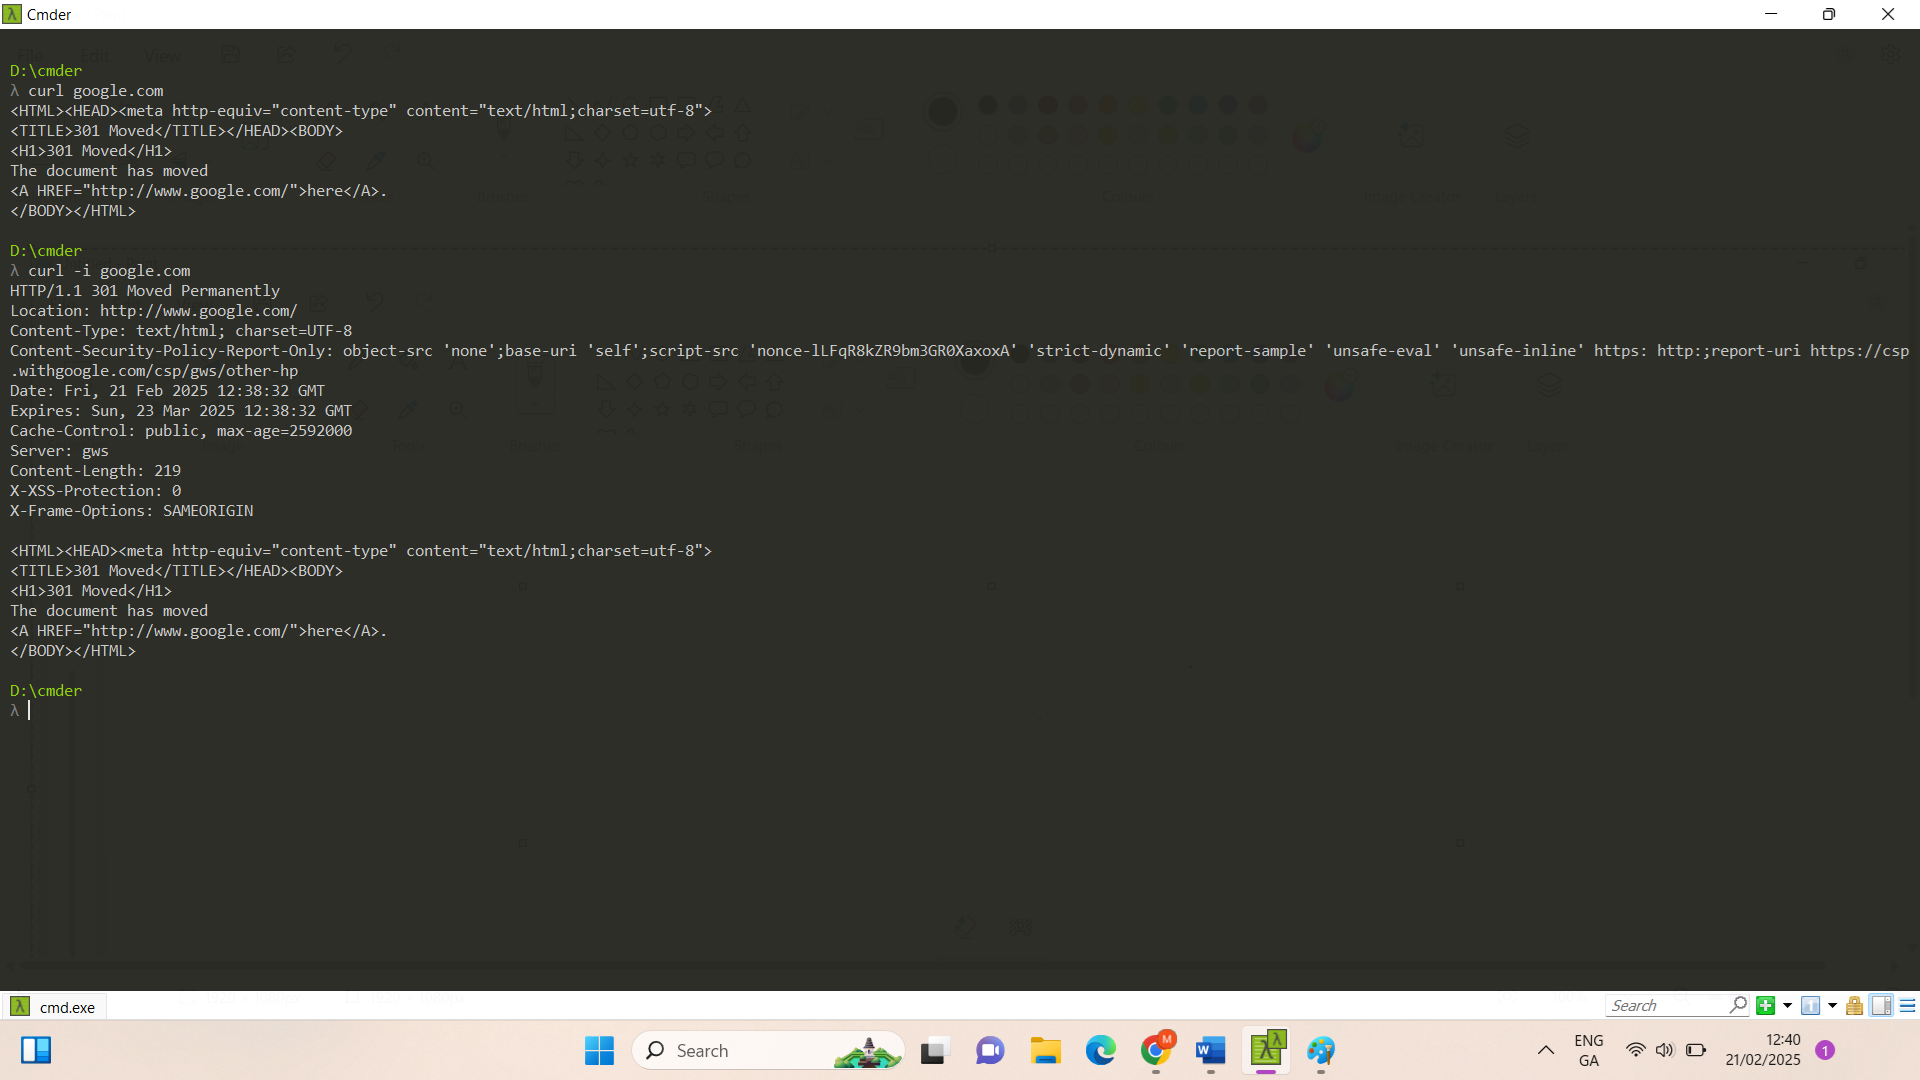 Cmder
D:\cmder
λ curl google.com
<HTML><HEAD><meta http-equiv="content-type" content="text/html;charset=utf-8">
<TITLE>301 Moved</TITLE></HEAD><BODY>
<H1>301 Moved</H1>
The document has moved
<A HREF="http://www.google.com/">here</A>.
</BODY></HTML>
D:\cmder
λ curl -i google.com
HTTP/1.1 301 Moved Permanently
Location: http://www.google.com/
Content-Type: text/html; charset=UTF-8
Content-Security-Policy-Report-Only: object-src 'none';base-uri 'self';script-src 'nonce-lLFqR8kZR9bm3GR0XaxoxA' 'strict-dynamic' 'report-sample' 'unsafe-eval' 'unsafe-inline' https: http:;report-uri https://csp
.withgoogle.com/csp/gws/other-hp
Date: Fri, 21 Feb 2025 12:38:32 GMT
Expires: Sun, 23 Mar 2025 12:38:32 GMT
Cache-Control: public, max-age=2592000
Server: gws
Content-Length: 219
X-XSS-Protection: 0
X-Frame-Options: SAMEORIGIN
<HTML><HEAD><meta http-equiv="content-type" content="text/html;charset=utf-8">
<TITLE>301 Moved</TITLE></HEAD><BODY>
<H1>301 Moved</H1>
The document has moved
<A HREF="http://www.google.com/">here</A>.
</BODY></HTML>
D:\cmder
λ
cmd.exe
Search
Search
M
ENG
GA
12:40
21/02/2025
1